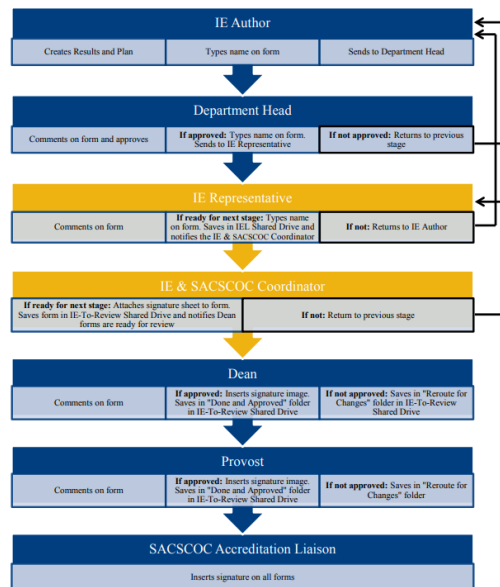 IE Author
Creates Results and Plan
Types name on form
Sends to Department Head
Department Head
Comments on form and approves
If approved: Types name on form.
Sends to IE Representative
If not approved: Returns to previous
stage
IE Representative
Comments on form
If ready for next stage: Types name
on form. Saves in IEL Shared Drive and
notifies the IE & SACSCOC Coordinator
If not: Returns to IE Author
IE & SACSCOC Coordinator
If ready for next stage: Attaches signature sheet to form.
Saves form in IE-To-Review Shared Drive and notifies Dean
forms are ready for review
If not: Return to previous stage
Dean
Comments on form
If approved: Inserts signature image.
Saves in "Done and Approved" folder
in IE-To-Review Shared Drive
If not approved: Saves in "Reroute for
Changes" folder in IE-To-Review
Shared Drive
Provost
Comments on form
If approved: Inserts signature image.
Saves in "Done and Approved" folder
in IE-To-Review Shared Drive
If not approved: Saves in "Reroute for
Changes" folder
SACSCOC Accreditation Liaison
Inserts signature on all forms